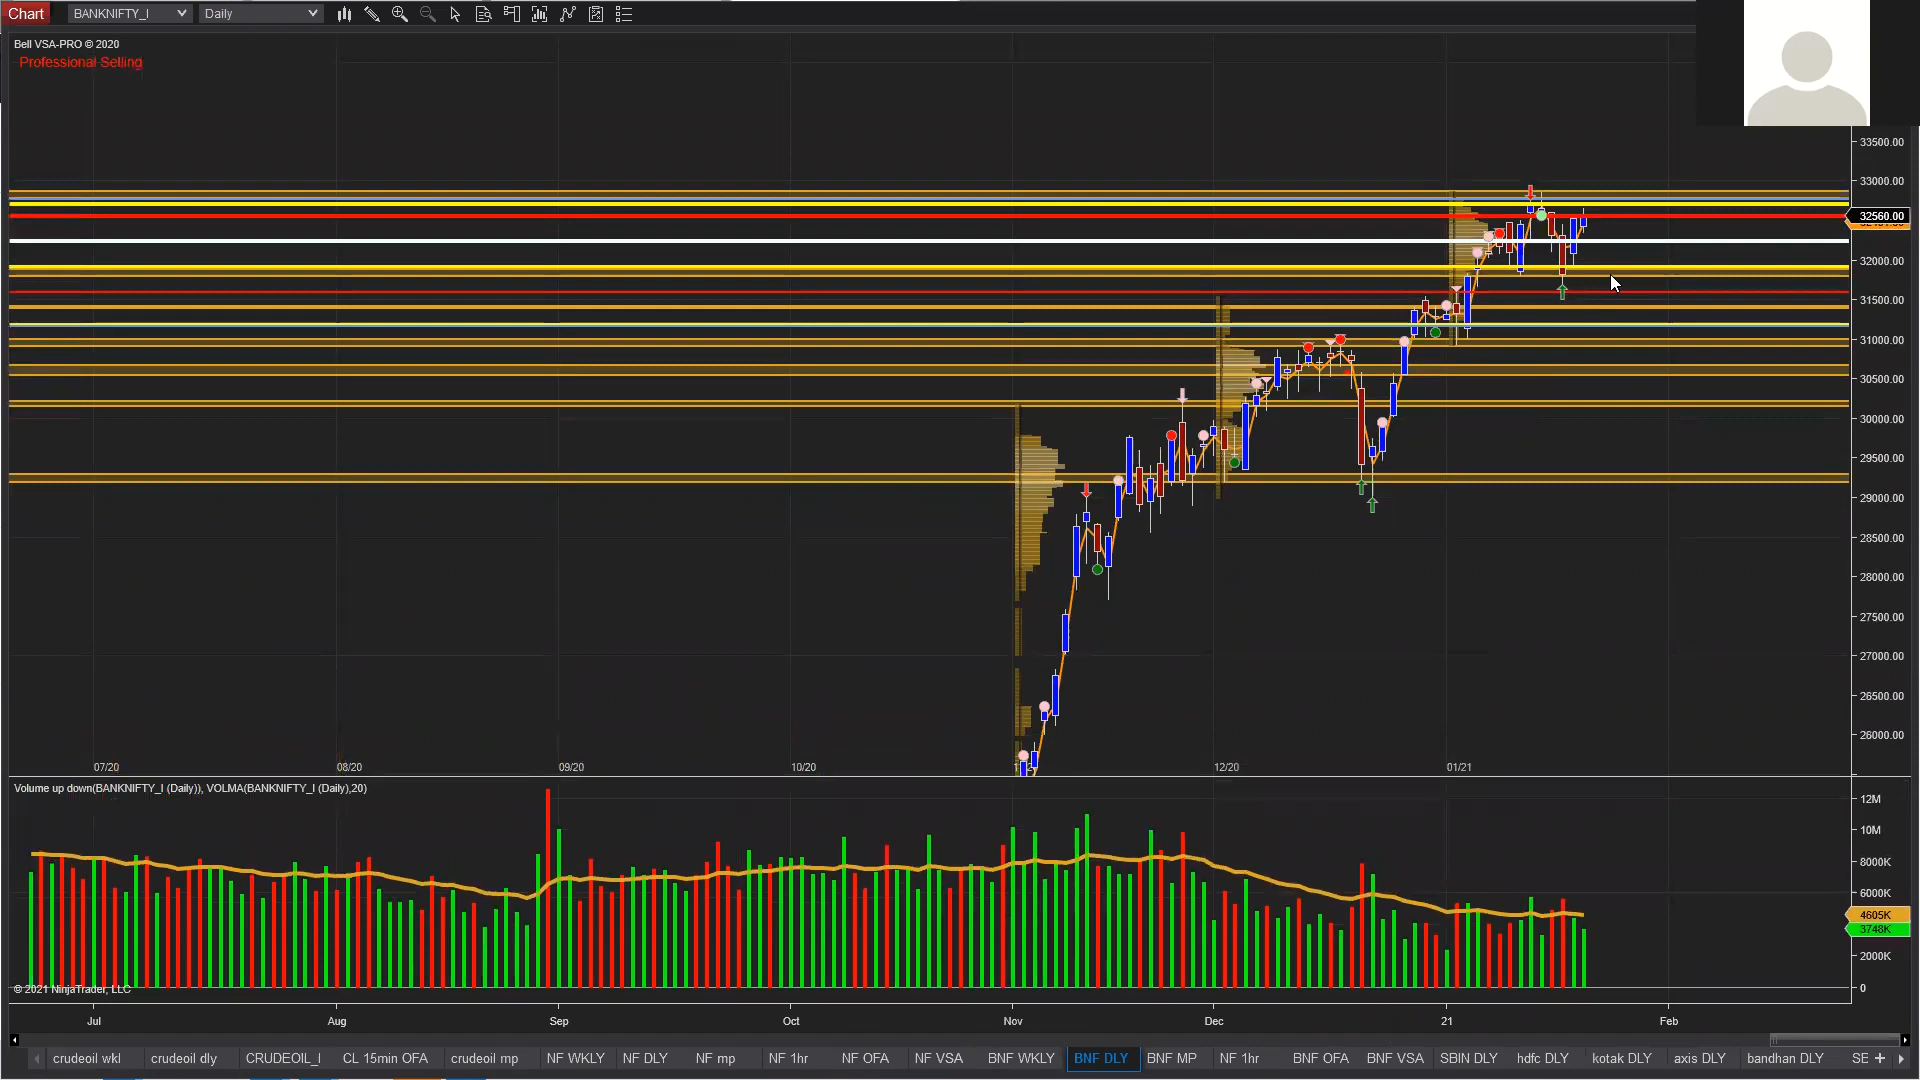 Chart BANKNIFTY_I Daily
Bell VSA-PRO © 2020
Professional Selling
33500.00
33000.00
32560.00
32000.00
31500.00
31000.00
30500.00
30000.00
29500.00
29000.00
28500.00
28000.00
27500.00
27000.00
26500.00
26000.00
07/20 08/20 09/20 10/20 12/20 01/21
Volume up down(BANKNIFTY_I (Daily)), VOLMA(BANKNIFTY_I (Daily),20)
12M
10M
8000K
6000K
4605K
3748K
2000K
0
© 2021 NinjaTrader, LLC
Jul Aug Sep Oct Nov Dec 21 Feb
crudeoil wkl crudeoil dly CRUDEOIL_I CL 15min OFA crudeoil mp NF WKLY NF DLY NF mp NF 1hr NF OFA NF VSA BNF WKLY BNF DLY BNF MP NF 1hr BNF OFA BNF VSA SBIN DLY hdfc DLY kotak DLY axis DLY bandhan DLY SE +